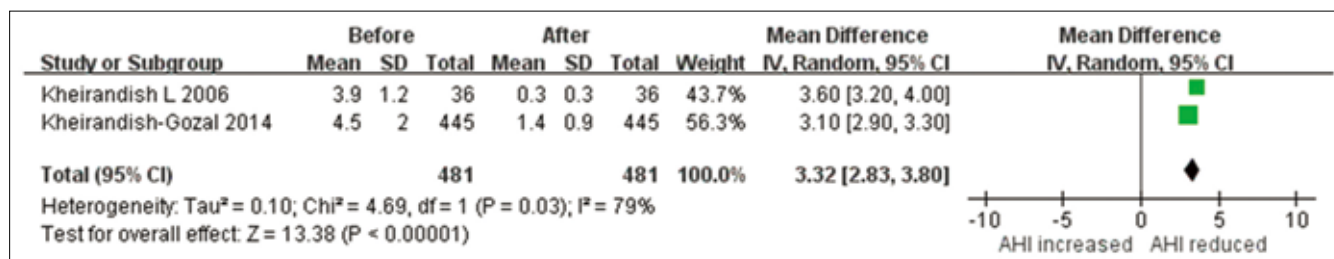 Before After Mean Difference Mean Difference
Study or Subgroup Mean SD Total Mean SD Total Weight IV, Random, 95% CI IV, Random, 95% CI
Kheirandish L 2006 3.9 1.2 36 0.3 0.3 36 43.7% 3.60 [3.20, 4.00]
Kheirandish-Gozal 2014 4.5 2 445 1.4 0.9 445 56.3% 3.10 [2.90, 3.30]
Total (95% CI) 481 481 100.0% 3.32 [2.83, 3.80]
Heterogeneity: Tau² = 0.10; Chi² = 4.69, df = 1 (P = 0.03); I² = 79%
Test for overall effect: Z = 13.38 (P < 0.00001)
-10 -5 0 5 10
AHI increased AHI reduced